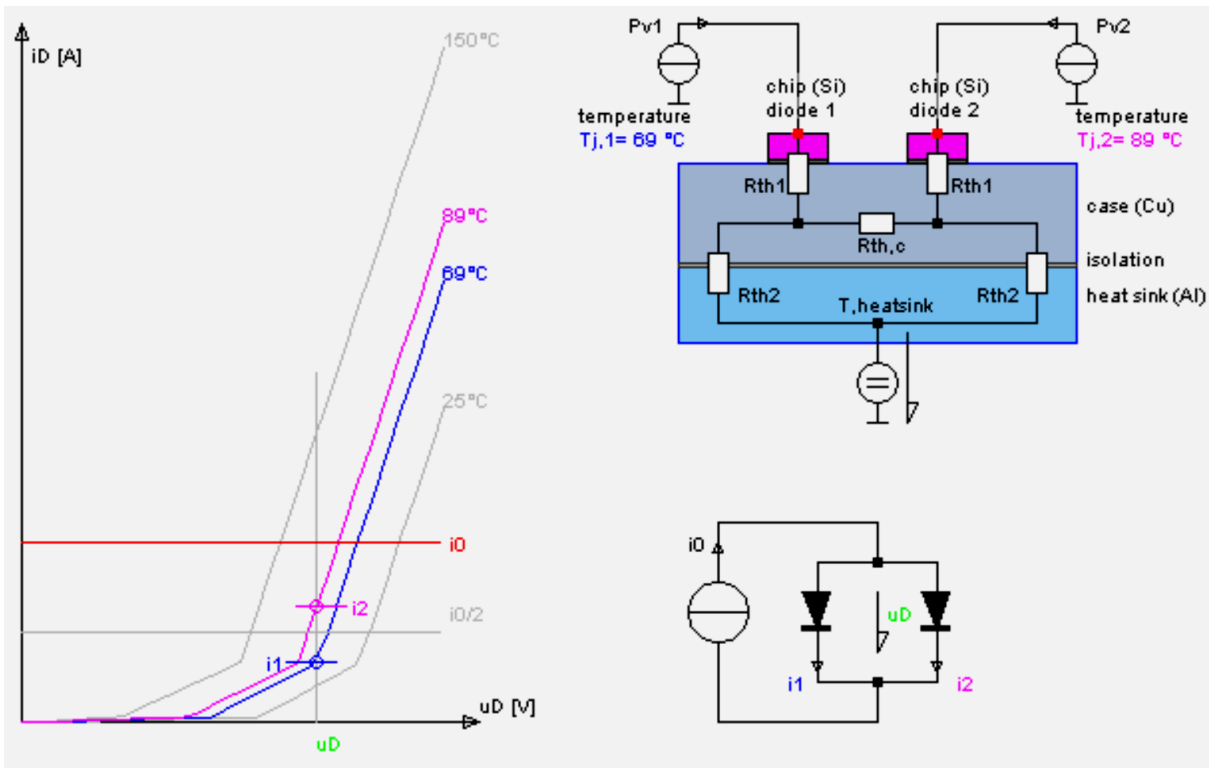 iD [A]
150°C
89°C
69°C
25°C
i0
i2
i0/2
i1
uD [V]
uD
Pv1
Pv2
chip (Si)
diode 1
chip (Si)
diode 2
temperature
Tj,1= 69 °C
temperature
Tj,2= 89 °C
Rth1
Rth1
case (Cu)
Rth,c
isolation
Rth2
Rth2
heat sink (Al)
T,heatsink
i0
uD
i1
i2